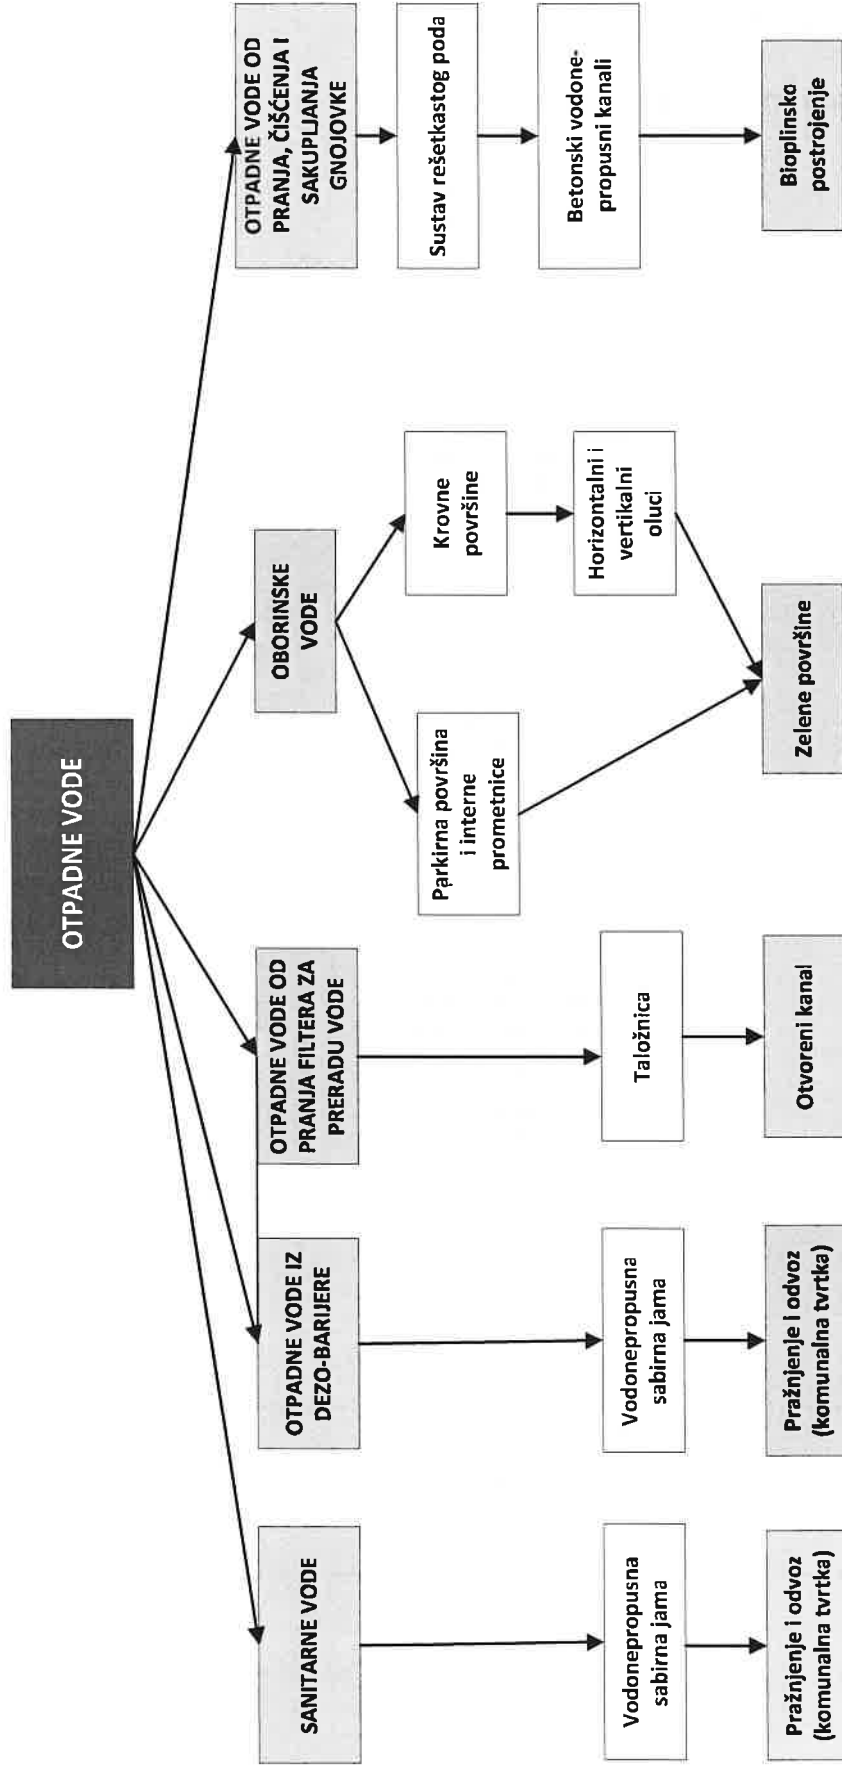 OTPADNE VODE
SANITARNE VODE
Vodonepropusna
sabirna jama
Pražnjenje i odvoz
(komunalna tvrtka)
OTPADNE VODE IZ
DEZO-BARIJERE
Vodonepropusna
sabirna jama
Pražnjenje i odvoz
(komunalna tvrtka)
OTPADNE VODE OD
PRANJA FILTERA ZA
PRERADU VODE
Taložnica
Otvoreni kanal
OBORINSKE
VODE
Parkirna površina
i interne
prometnice
Krovne
površine
Horizontalni i
vertikalni
oluci
Zelene površine
OTPADNE VODE OD
PRANJA, ČIŠĆENJA I
SAKUPLJANJA
GNOJOVKE
Sustav rešetkastog poda
Betonski vodone-
propusni kanali
Bioplinsko
postrojenje